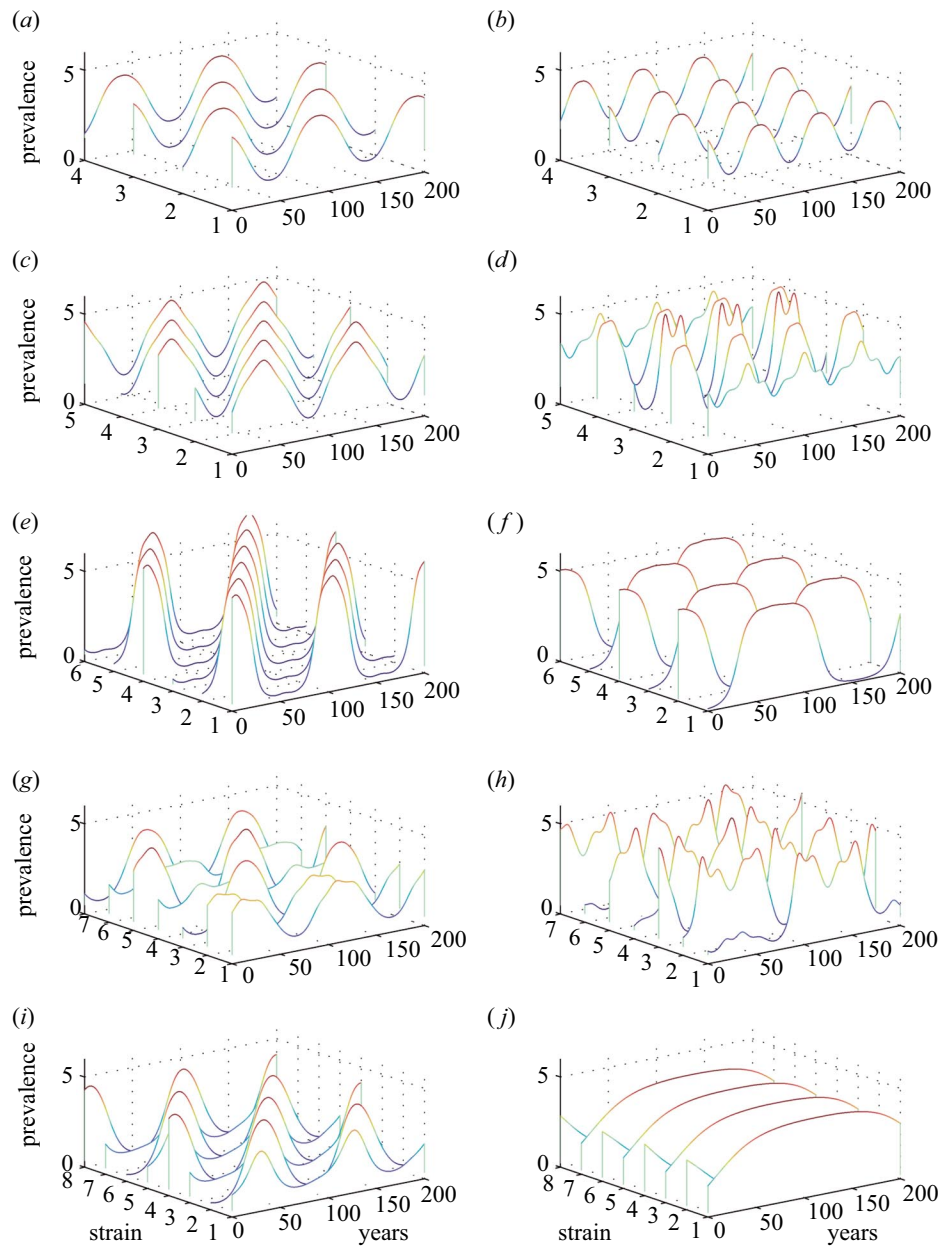 (a) (b)
prevalence
5 5
0 0
4 3 2 1 0 50 100 150 200
4 3 2 1 0 50 100 150 200
(c) (d)
prevalence
5 5
0 0
5 4 3 2 1 0 50 100 150 200
5 4 3 2 1 0 50 100 150 200
(e) (f)
prevalence
5 5
0 0
6 5 4 3 2 1 0 50 100 150 200
6 5 4 3 2 1 0 50 100 150 200
(g) (h)
prevalence
5 5
0 0
7 6 5 4 3 2 1 0 50 100 150 200
7 6 5 4 3 2 1 0 50 100 150 200
(i) (j)
prevalence
5 5
0 0
8 7 6 5 4 3 2 1 0 50 100 150 200
8 7 6 5 4 3 2 1 0 50 100 150 200
strain years strain years